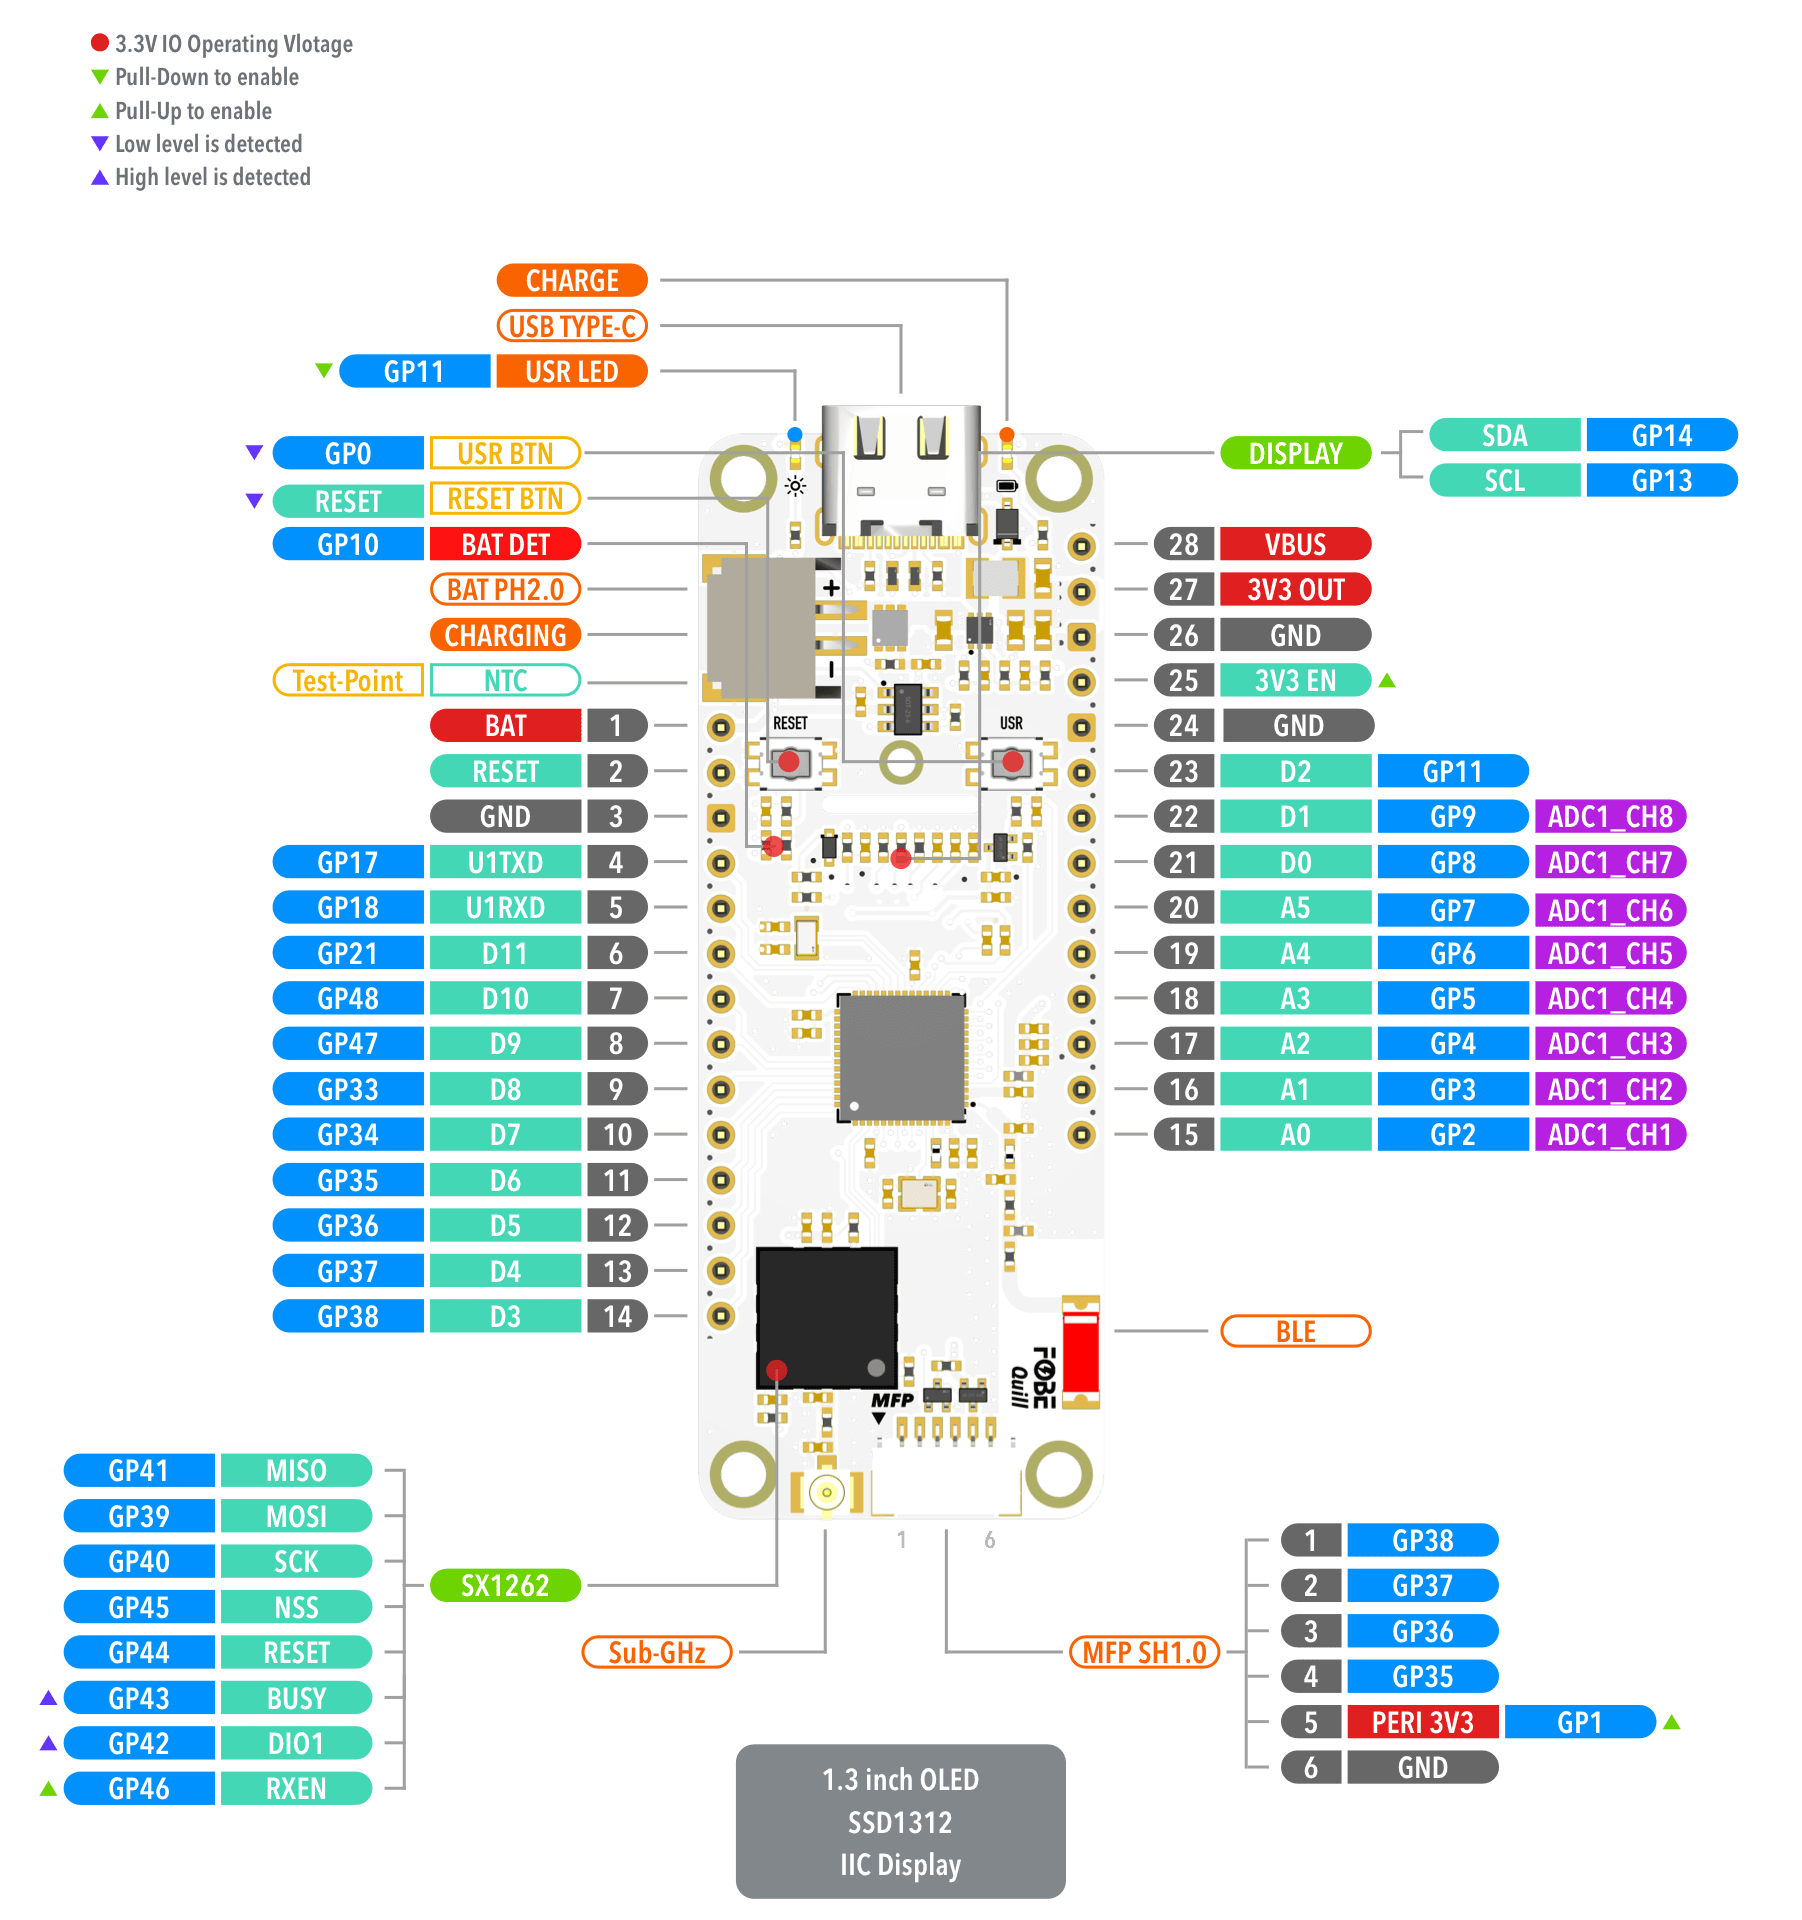 3.3V IO Operating Vlotage
Pull-Down to enable
Pull-Up to enable
Low level is detected
High level is detected
CHARGE
USB TYPE-C
GP11 USR LED
GP0 USR BTN
RESET RESET BTN
GP10 BAT DET
BAT PH2.0
CHARGING
Test-Point NTC
BAT 1
RESET 2
GND 3
GP17 U1TXD 4
GP18 U1RXD 5
GP21 D11 6
GP48 D10 7
GP47 D9 8
GP33 D8 9
GP34 D7 10
GP35 D6 11
GP36 D5 12
GP37 D4 13
GP38 D3 14
+
–
RESET
USR
MFP
FOBE
Quill
1
6
DISPLAY
SDA GP14
SCL GP13
28 VBUS
27 3V3 OUT
26 GND
25 3V3 EN
24 GND
23 D2 GP11
22 D1 GP9 ADC1_CH8
21 D0 GP8 ADC1_CH7
20 A5 GP7 ADC1_CH6
19 A4 GP6 ADC1_CH5
18 A3 GP5 ADC1_CH4
17 A2 GP4 ADC1_CH3
16 A1 GP3 ADC1_CH2
15 A0 GP2 ADC1_CH1
BLE
GP41 MISO
GP39 MOSI
GP40 SCK
GP45 NSS
GP44 RESET
GP43 BUSY
GP42 DIO1
GP46 RXEN
SX1262
Sub-GHz
MFP SH1.0
1 GP38
2 GP37
3 GP36
4 GP35
5 PERI 3V3 GP1
6 GND
1.3 inch OLED
SSD1312
IIC Display